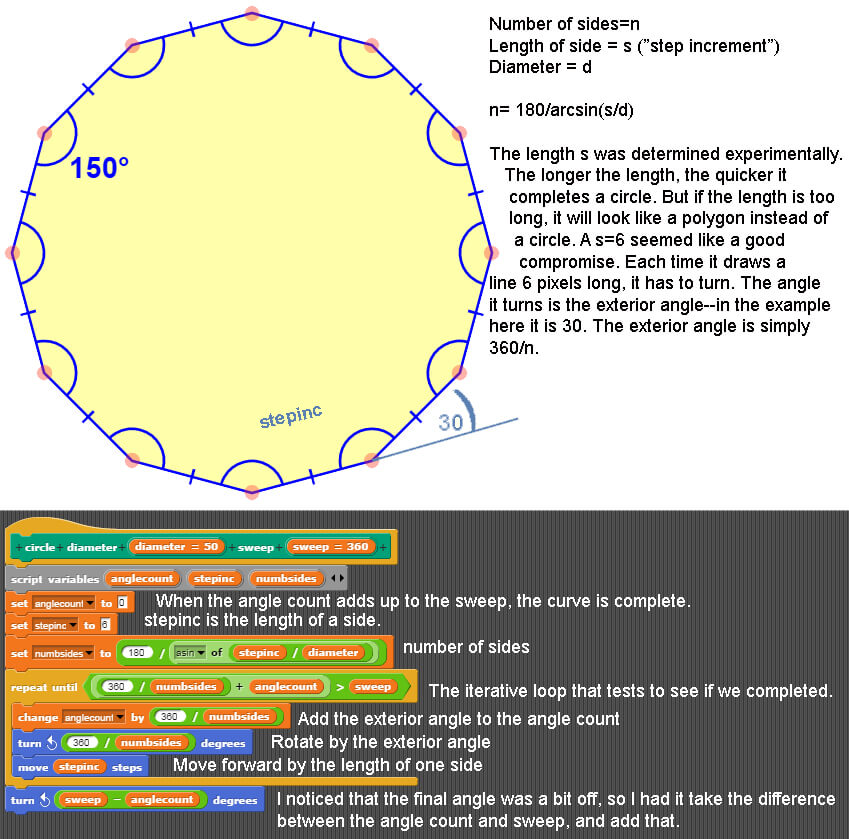 Number of sides=n
Length of side = s ("step increment")
Diameter = d
n= 180/arcsin(s/d)
The length s was determined experimentally.
The longer the length, the quicker it
completes a circle. But if the length is too
long, it will look like a polygon instead of
a circle. A s=6 seemed like a good
compromise. Each time it draws a
line 6 pixels long, it has to turn. The angle
it turns is the exterior angle--in the example
here it is 30. The exterior angle is simply
360/n.
150°
stepinc
30
+ circle + diameter + diameter = 50 + sweep + sweep = 360 +
script variables anglecount stepinc numbsides
set anglecount to 0 When the angle count adds up to the sweep, the curve is complete.
set stepinc to 6 stepinc is the length of a side.
set numbsides to 180 / asin of stepinc / diameter number of sides
repeat until 360 / numbsides + anglecount > sweep The iterative loop that tests to see if we completed.
change anglecount by 360 / numbsides Add the exterior angle to the angle count
turn 360 / numbsides degrees Rotate by the exterior angle
move stepinc steps Move forward by the length of one side
turn sweep − anglecount degrees I noticed that the final angle was a bit off, so I had it take the difference
between the angle count and sweep, and add that.